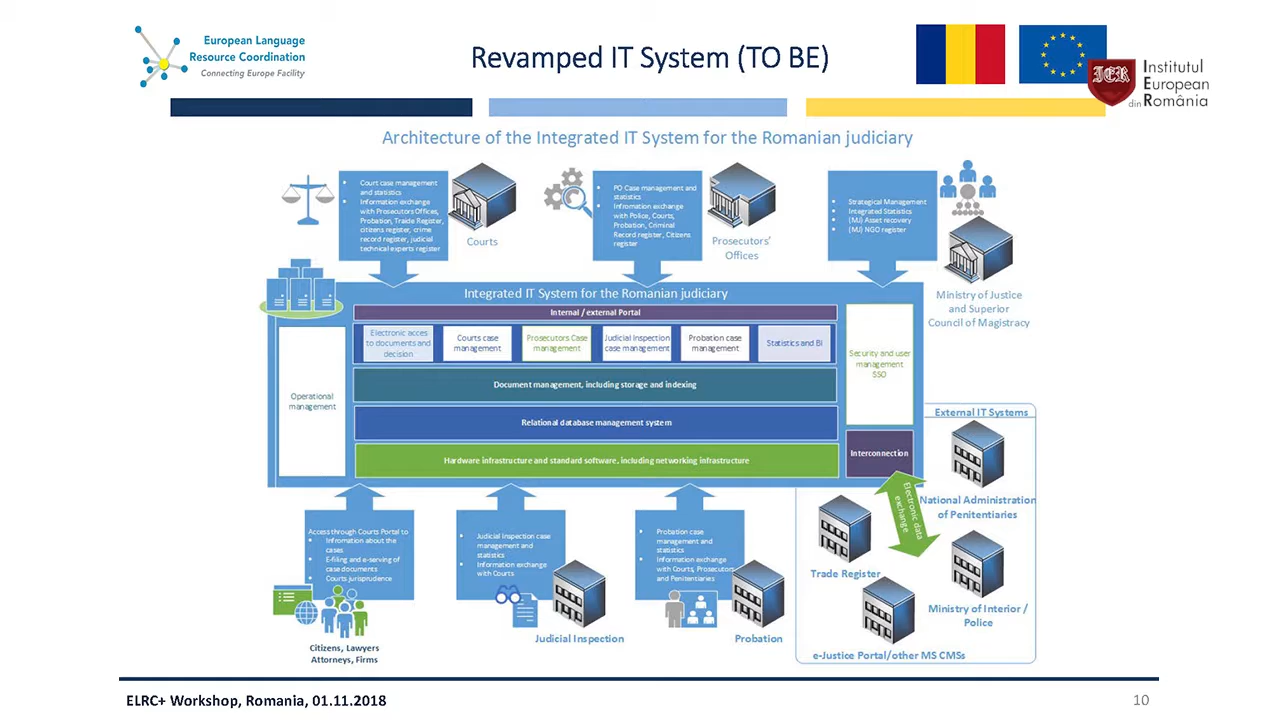 European Language
Resource Coordination
Connecting Europe Facility
Revamped IT System (TO BE)
Institutul
European
din România
Architecture of the Integrated IT System for the Romanian judiciary
Court case management
and statistics
Information exchange
with Prosecutors Offices,
Probation, Trade Register,
citizens register, crime
record register, judicial
technical experts register
Courts
PO Case management and
statistics
Information exchange
with Police, Courts,
Probation, Criminal
Record register, Citizens
register
Prosecutors'
Offices
Strategical Management
Integrated Statistics
(MJ) Asset recovery
(MJ) NGO register
Ministry of Justice
and Superior
Council of Magistracy
Integrated IT System for the Romanian judiciary
Internal / external Portal
Electronic acces
to documents and
decision
Courts case
management
Prosecutors Case
management
Judicial Inspection
case management
Probation case
management
Statistics and BI
Operational
management
Document management, including storage and indexing
Relational database management system
Hardware infrastructure and standard software, including networking infrastructure
Security and user
management
SSO
Interconnection
External IT Systems
Electronic data
exchange
National Administration
of Penitentiaries
Trade Register
Ministry of Interior /
Police
e-Justice Portal/other MS CMSs
Access through Courts Portal to
Infromation about the
cases
E-filing and e-serving of
case documents
Courts jurisprudence
Citizens, Lawyers
Attorneys, Firms
Judicial Inspection case
management and
statistics
Information exchange
with Courts
Judicial Inspection
Probation case
management and
statistics
Information exchange
with Courts, Prosecutors
and Penitentiaries
Probation
ELRC+ Workshop, Romania, 01.11.2018
10